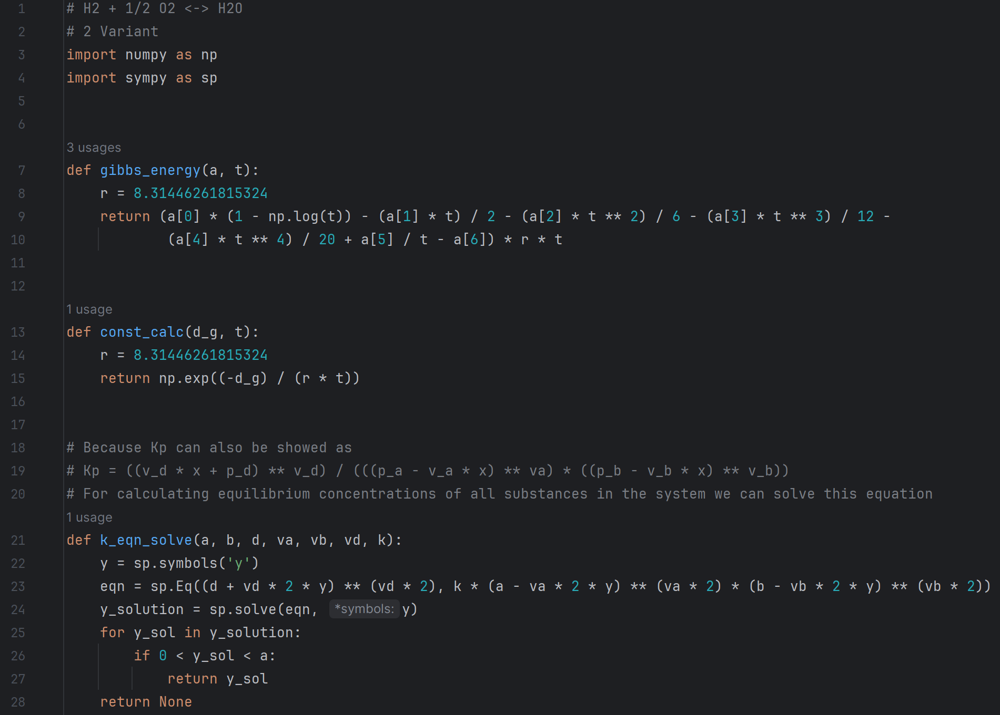 1 # H2 + 1/2 O2 <-> H2O
2 # 2 Variant
3 import numpy as np
4 import sympy as sp
5
6
3 usages
7 def gibbs_energy(a, t):
8     r = 8.31446261815324
9     return (a[0] * (1 - np.log(t)) - (a[1] * t) / 2 - (a[2] * t ** 2) / 6 - (a[3] * t ** 3) / 12 -
10             (a[4] * t ** 4) / 20 + a[5] / t - a[6]) * r * t
11
12
1 usage
13 def const_calc(d_g, t):
14     r = 8.31446261815324
15     return np.exp((-d_g) / (r * t))
16
17
18 # Because Kp can also be showed as
19 # Kp = ((v_d * x + p_d) ** v_d) / (((p_a - v_a * x) ** va) * ((p_b - v_b * x) ** v_b))
20 # For calculating equilibrium concentrations of all substances in the system we can solve this equation
1 usage
21 def k_eqn_solve(a, b, d, va, vb, vd, k):
22     y = sp.symbols('y')
23     eqn = sp.Eq((d + vd * 2 * y) ** (vd * 2), k * (a - va * 2 * y) ** (va * 2) * (b - vb * 2 * y) ** (vb * 2))
24     y_solution = sp.solve(eqn, *symbols: y)
25     for y_sol in y_solution:
26         if 0 < y_sol < a:
27             return y_sol
28     return None